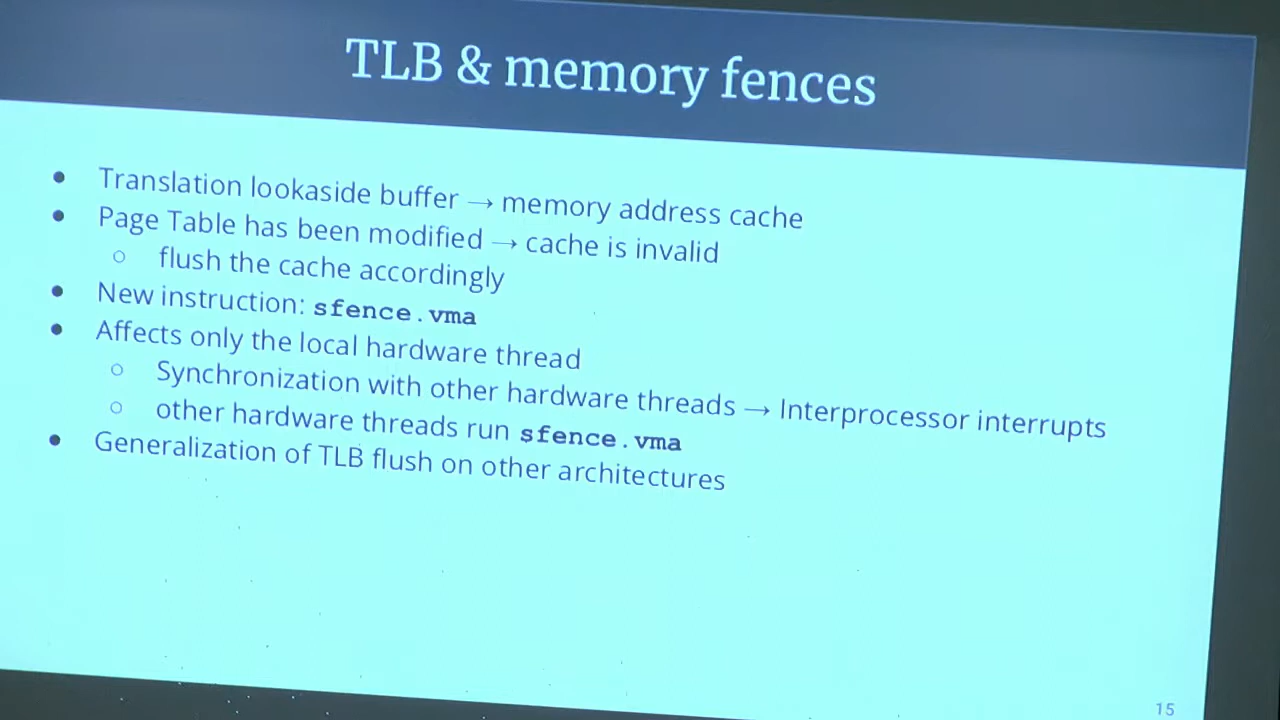 TLB & memory fences
● Translation lookaside buffer → memory address cache
● Page Table has been modified → cache is invalid
○ flush the cache accordingly
● New instruction: sfence.vma
● Affects only the local hardware thread
○ Synchronization with other hardware threads → Interprocessor interrupts
○ other hardware threads run sfence.vma
● Generalization of TLB flush on other architectures
15